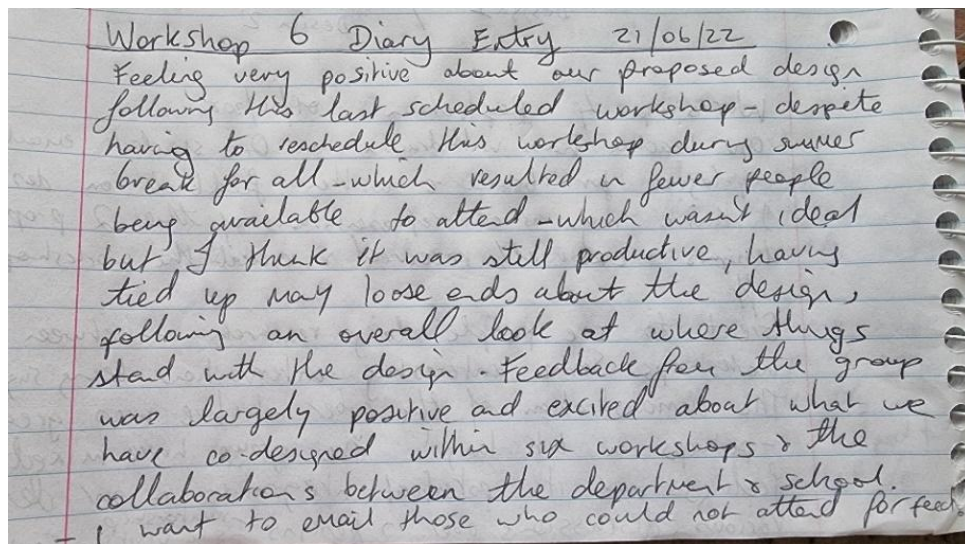 Workshop 6 Diary Entry 21/06/22
Feeling very positive about our proposed design
following this last scheduled workshop - despite
having to reschedule this workshop during summer
break for all - which resulted in fewer people
being available to attend - which wasn't ideal
but, I think it was still productive, having
tied up many loose ends about the design,
following an overall look at where things
stand with the design. Feedback from the group
was largely positive and excited about what we
have co-designed within six workshops & the
collaborations between the department & school.
- I want to email those who could not attend for feed